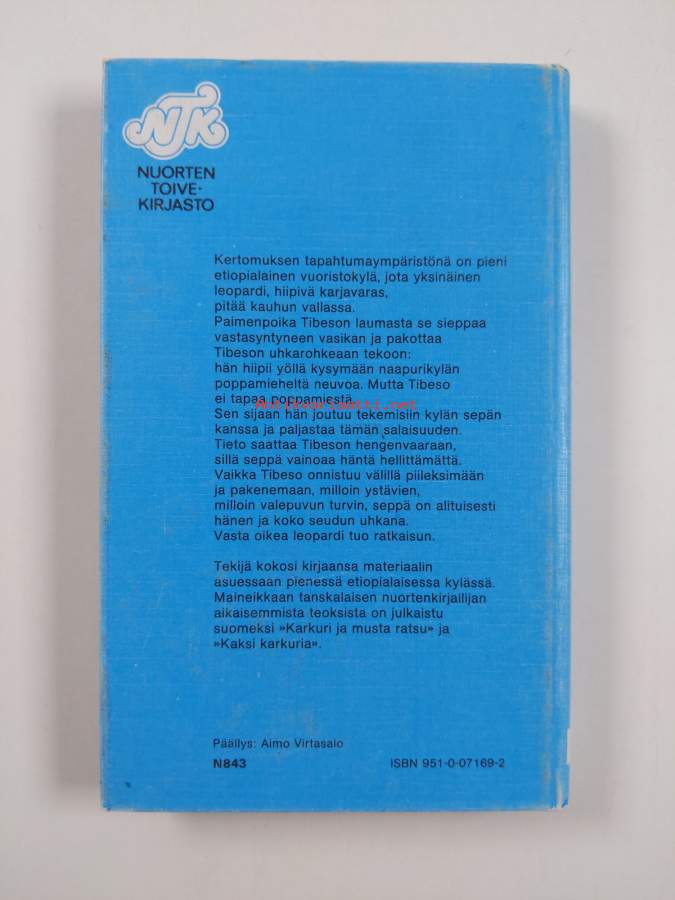 NTK
NUORTEN
TOIVE-
KIRJASTO
Kertomuksen tapahtumaympäristönä on pieni
etiopialainen vuoristokylä, jota yksinäinen
leopardi, hiipivä karjavaras,
pitää kauhun vallassa.
Paimenpoika Tibeson laumasta se sieppaa
vastasyntyneen vasikan ja pakottaa
Tibeson uhkarohkeaan tekoon:
hän hiipii yöllä kysymään naapurikylän
poppamieheltä neuvoa. Mutta Tibeso
ei tapaa poppamiestä.
Antikvariaatti.net
Sen sijaan hän joutuu tekemisiin kylän sepän
kanssa ja paljastaa tämän salaisuuden.
Tieto saattaa Tibeson hengenvaaraan,
sillä seppä vainoaa häntä hellittämättä.
Vaikka Tibeso onnistuu välillä piileksimään
ja pakenemaan, milloin ystävien,
milloin valepuvun turvin, seppä on alituisesti
hänen ja koko seudun uhkana.
Vasta oikea leopardi tuo ratkaisun.
Tekijä kokosi kirjaansa materiaalin
asuessaan pienessä etiopialaisessa kylässä.
Maineikkaan tanskalaisen nuortenkirjailijan
aikaisemmista teoksista on julkaistu
suomeksi »Karkuri ja musta ratsu» ja
»Kaksi karkuria».
Päällys: Aimo Virtasalo
N843 ISBN 951-0-07169-2